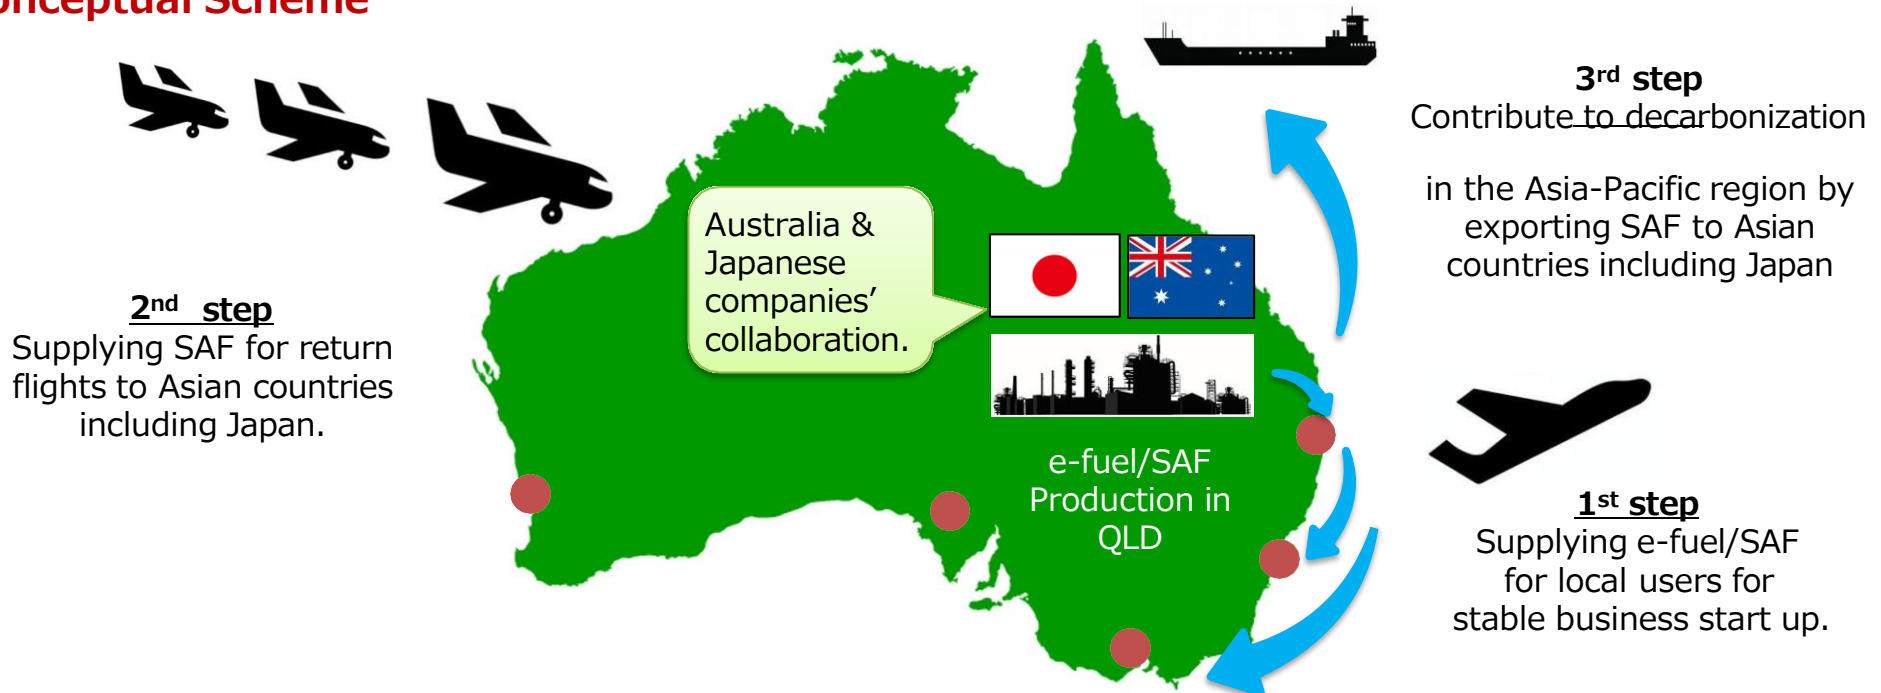 onceptual Scheme
3rd step
Contribute to decarbonization
in the Asia-Pacific region by
exporting SAF to Asian
countries including Japan
Australia &
Japanese
companies’
collaboration.
2nd step
Supplying SAF for return
flights to Asian countries
including Japan.
e-fuel/SAF
Production in
QLD
1st step
Supplying e-fuel/SAF
for local users for
stable business start up.